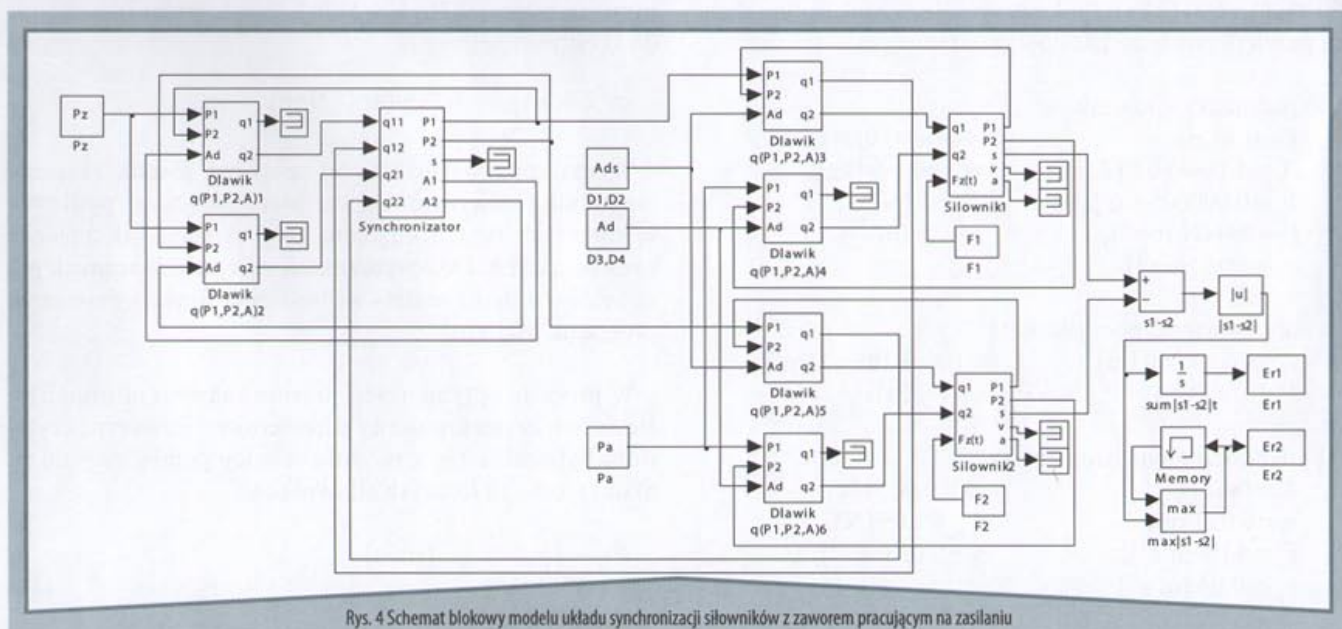 Pz
Pz
P1
P2
Ad
q1
q2
Dlawik
q(P1,P2,A)1
P1
P2
Ad
q1
q2
Dlawik
q(P1,P2,A)2
q11
q12
q21
q22
P1
P2
s
A1
A2
Synchronizator
Ads
D1,D2
Ad
D3,D4
Pa
Pa
P1
P2
Ad
q1
q2
Dlawik
q(P1,P2,A)3
P1
P2
Ad
q1
q2
Dlawik
q(P1,P2,A)4
P1
P2
Ad
q1
q2
Dlawik
q(P1,P2,A)5
P1
P2
Ad
q1
q2
Dlawik
q(P1,P2,A)6
q1
q2
Fz(t)
P1
P2
s
v
a
Silownik1
F1
F1
q1
q2
Fz(t)
P1
P2
s
v
a
Silownik2
F2
F2
+
−
s1-s2
|u|
|s1-s2|
1
s
sum|s1-s2|t
Er1
Er1
Memory
Er2
Er2
max
max|s1-s2|
Rys. 4 Schemat blokowy modelu układu synchronizacji siłowników z zaworem pracującym na zasilaniu